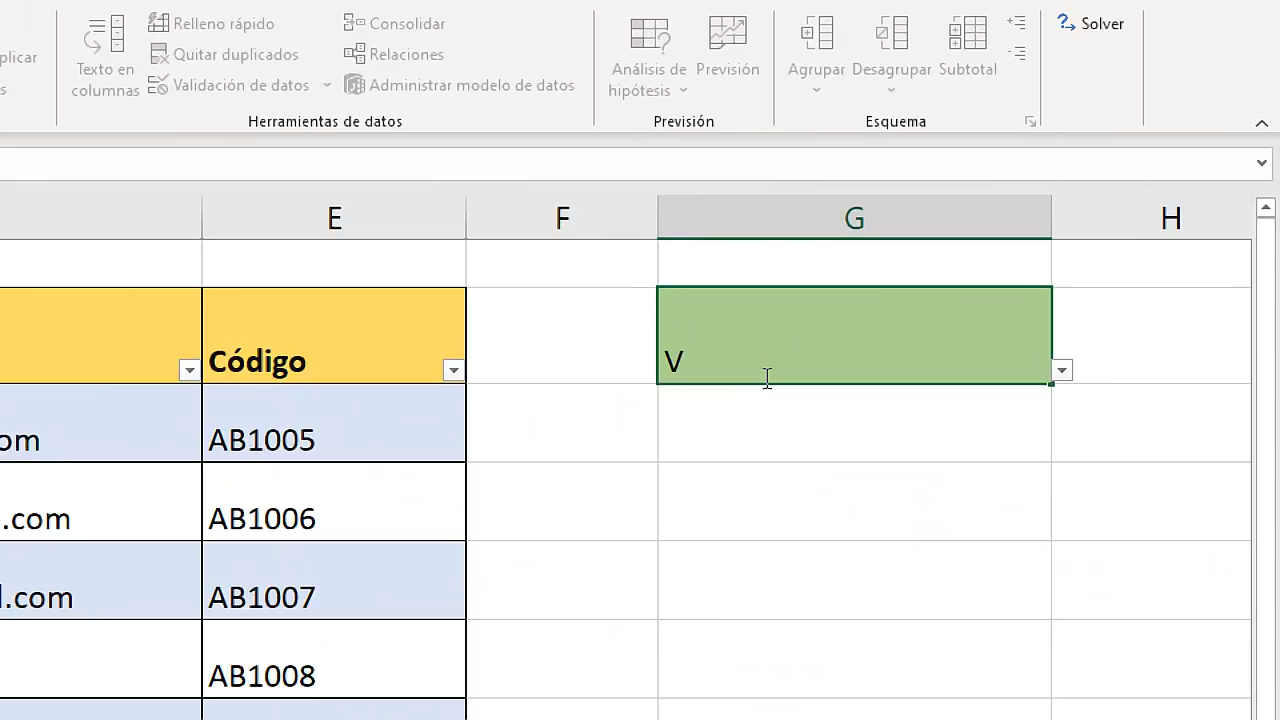 plicar
s
Texto en
columnas
Relleno rápido
Quitar duplicados
Validación de datos
Consolidar
Relaciones
Administrar modelo de datos
Herramientas de datos
Análisis de
hipótesis
Previsión
Previsión
Agrupar
Desagrupar
Subtotal
Esquema
Solver
E F G H
Código
V
om AB1005
.com AB1006
l.com AB1007
AB1008